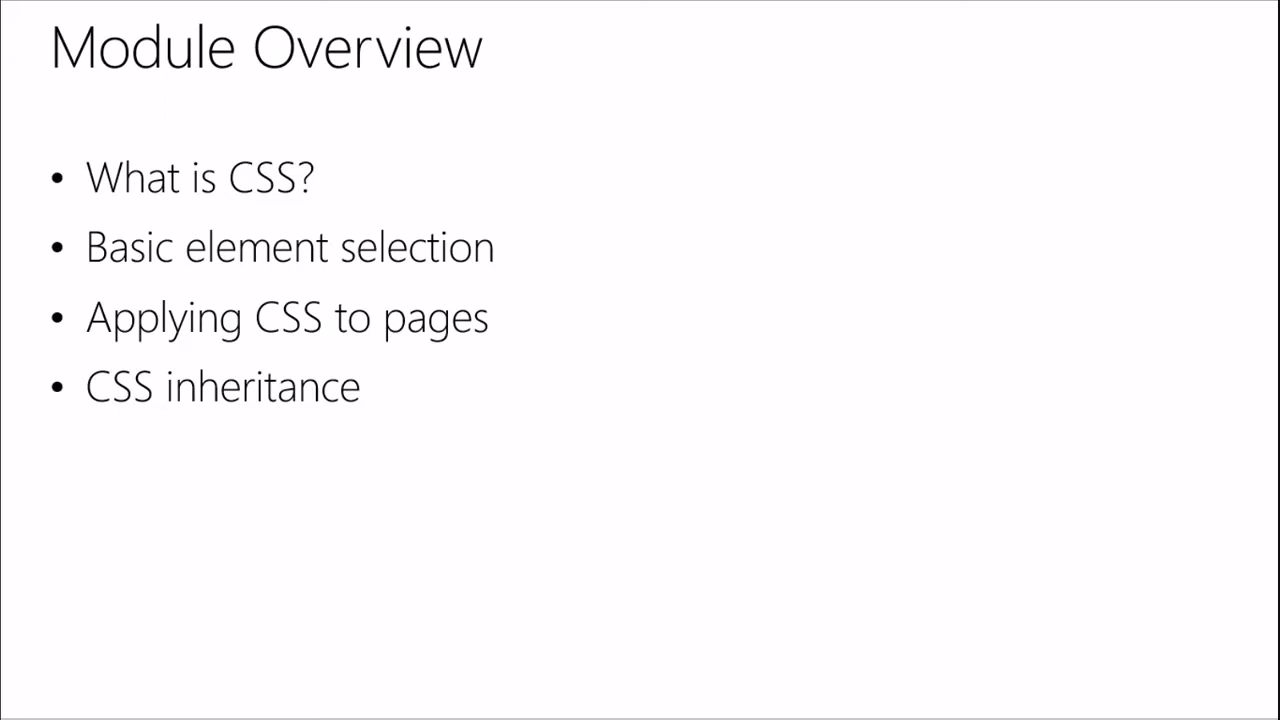 Module Overview
• What is CSS?
• Basic element selection
• Applying CSS to pages
• CSS inheritance